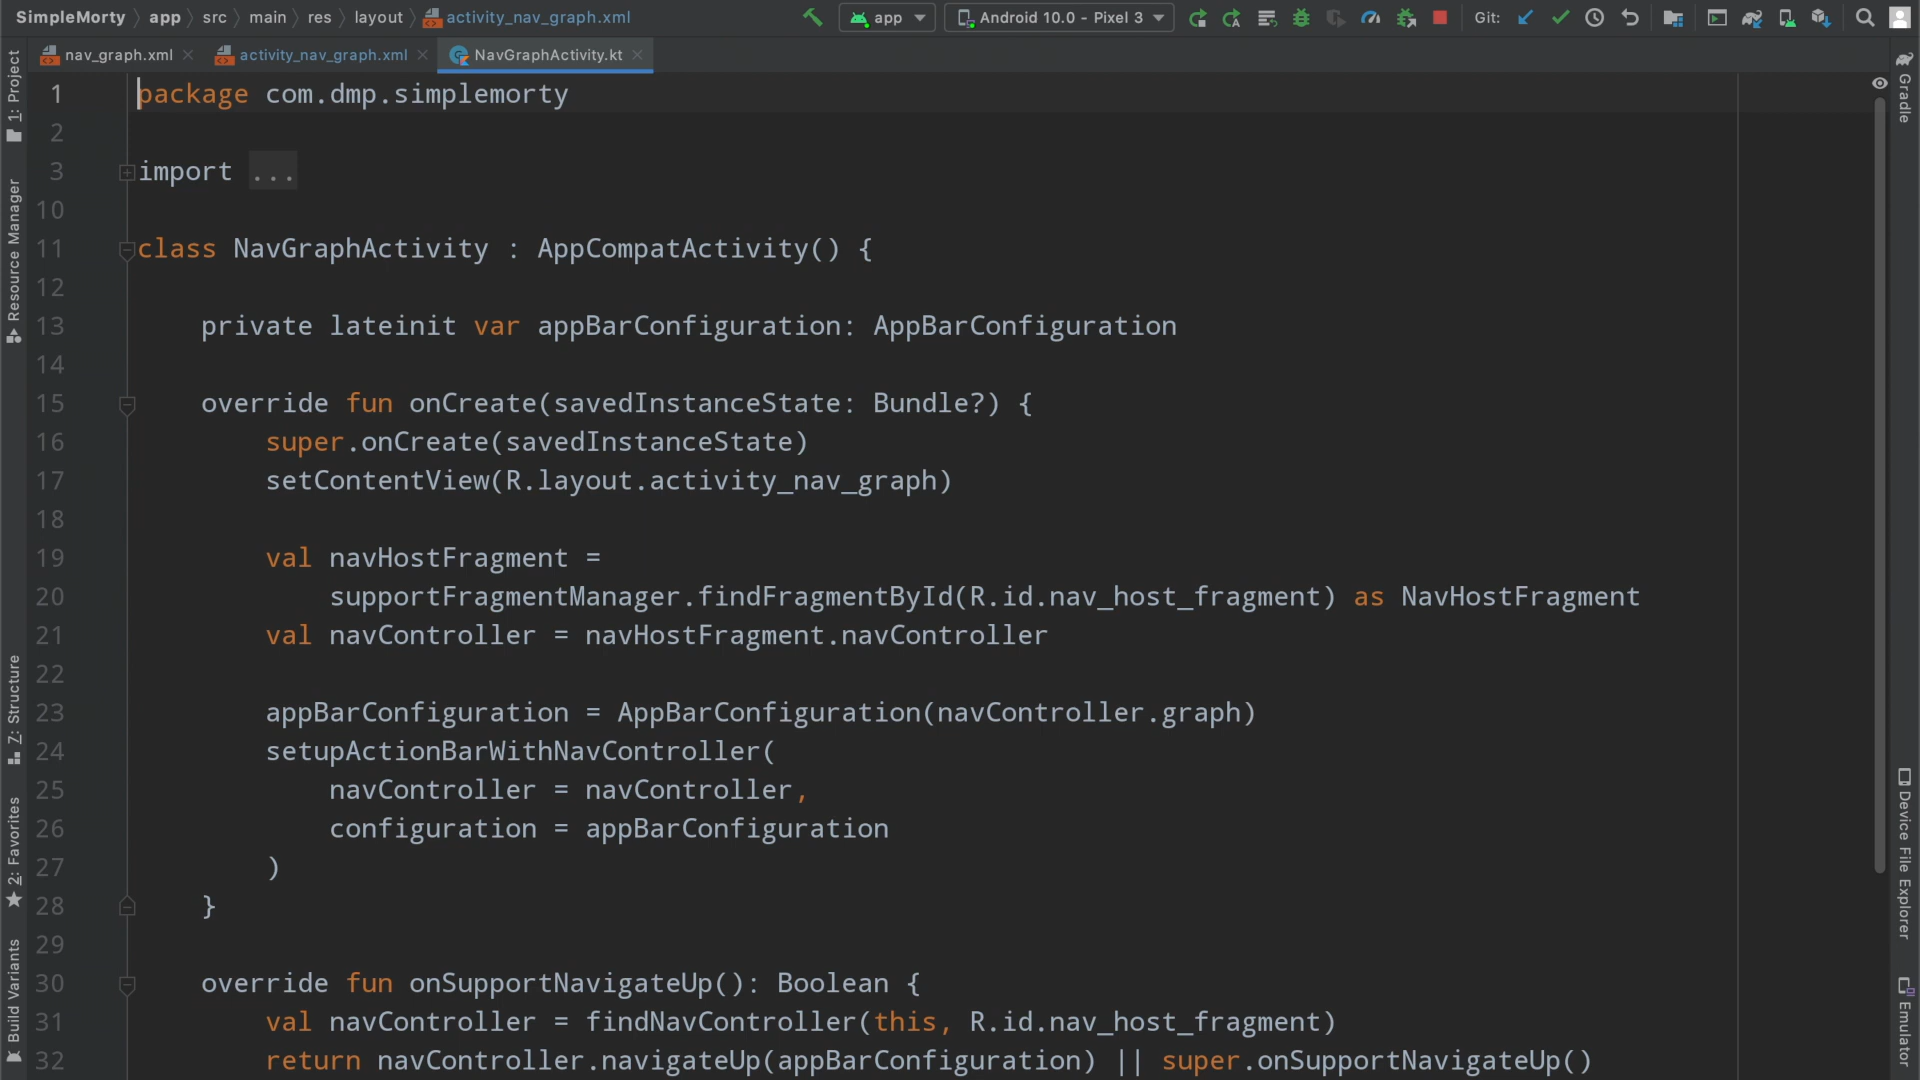 SimpleMorty app src main res layout activity_nav_graph.xml app Android 10.0 - Pixel 3 Git:
nav_graph.xml activity_nav_graph.xml NavGraphActivity.kt
1: Project
Resource Manager
Z: Structure
2: Favorites
Build Variants
1 package com.dmp.simplemorty
2
3 import ...
10
11 class NavGraphActivity : AppCompatActivity() {
12
13 private lateinit var appBarConfiguration: AppBarConfiguration
14
15 override fun onCreate(savedInstanceState: Bundle?) {
16 super.onCreate(savedInstanceState)
17 setContentView(R.layout.activity_nav_graph)
18
19 val navHostFragment =
20 supportFragmentManager.findFragmentById(R.id.nav_host_fragment) as NavHostFragment
21 val navController = navHostFragment.navController
22
23 appBarConfiguration = AppBarConfiguration(navController.graph)
24 setupActionBarWithNavController(
25 navController = navController,
26 configuration = appBarConfiguration
27 )
28 }
29
30 override fun onSupportNavigateUp(): Boolean {
31 val navController = findNavController(this, R.id.nav_host_fragment)
32 return navController.navigateUp(appBarConfiguration) || super.onSupportNavigateUp()
Gradle
Device File Explorer
Emulator